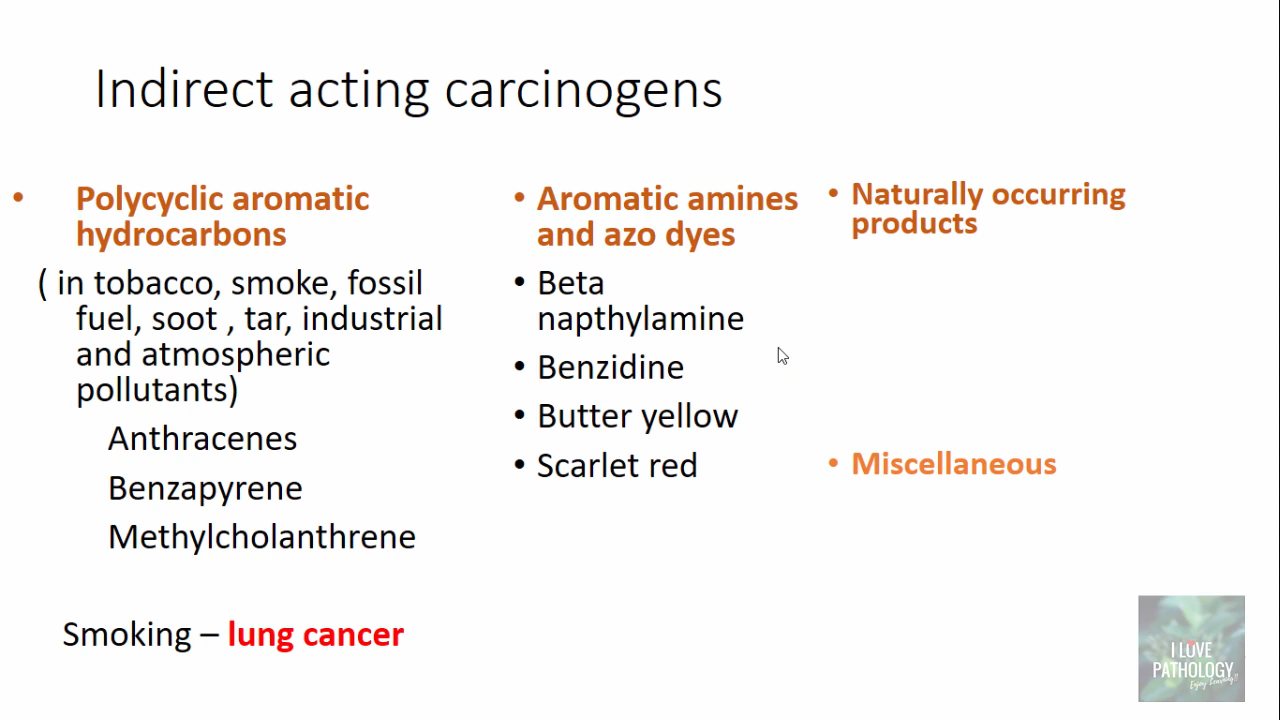 Indirect acting carcinogens
• Polycyclic aromatic
hydrocarbons
( in tobacco, smoke, fossil
fuel, soot , tar, industrial
and atmospheric
pollutants)
Anthracenes
Benzapyrene
Methylcholanthrene
Smoking – lung cancer
• Aromatic amines
and azo dyes
• Beta
napthylamine
• Benzidine
• Butter yellow
• Scarlet red
• Naturally occurring
products
• Miscellaneous
I LOVE
PATHOLOGY
Enjoy Learning!!